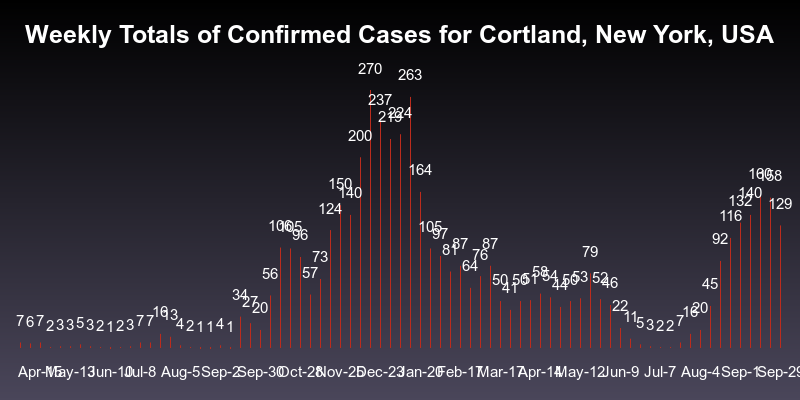 Weekly Totals of Confirmed Cases for Cortland, New York, USA
7 6 7 2 3 3 5 3 2 1 2 3 7 7 16 13 4 2 1 1 4 1 34 27 20 56 106 105 96 57 73 124 150 140 200 270 237 219 224 263 164 105 97 81 87 64 76 87 50 41 50 51 58 54 44 50 53 79 52 46 22 11 5 3 2 2 7 16 20 45 92 116 132 140 160 158 129
Apr-15 May-13 Jun-10 Jul-8 Aug-5 Sep-2 Sep-30 Oct-28 Nov-25 Dec-23 Jan-20 Feb-17 Mar-17 Apr-14 May-12 Jun-9 Jul-7 Aug-4 Sep-1 Sep-29